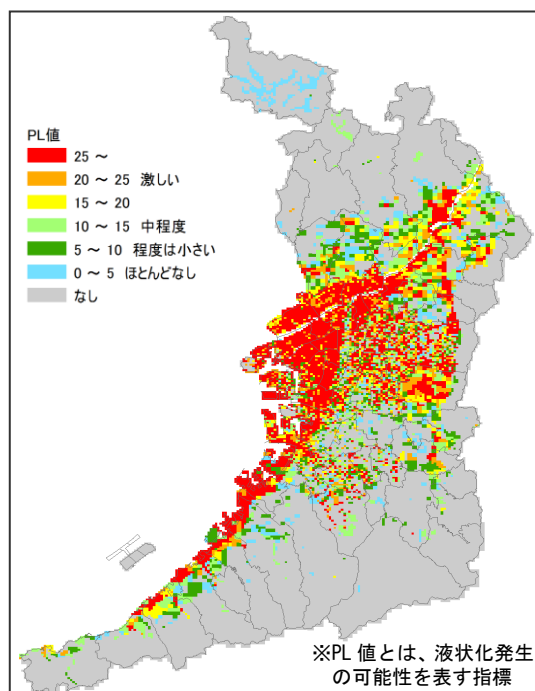 PL値
25 ～
20 ～ 25 激しい
15 ～ 20
10 ～ 15 中程度
5 ～ 10 程度は小さい
0 ～ 5 ほとんどなし
なし
※PL 値とは、液状化発生
の可能性を表す指標